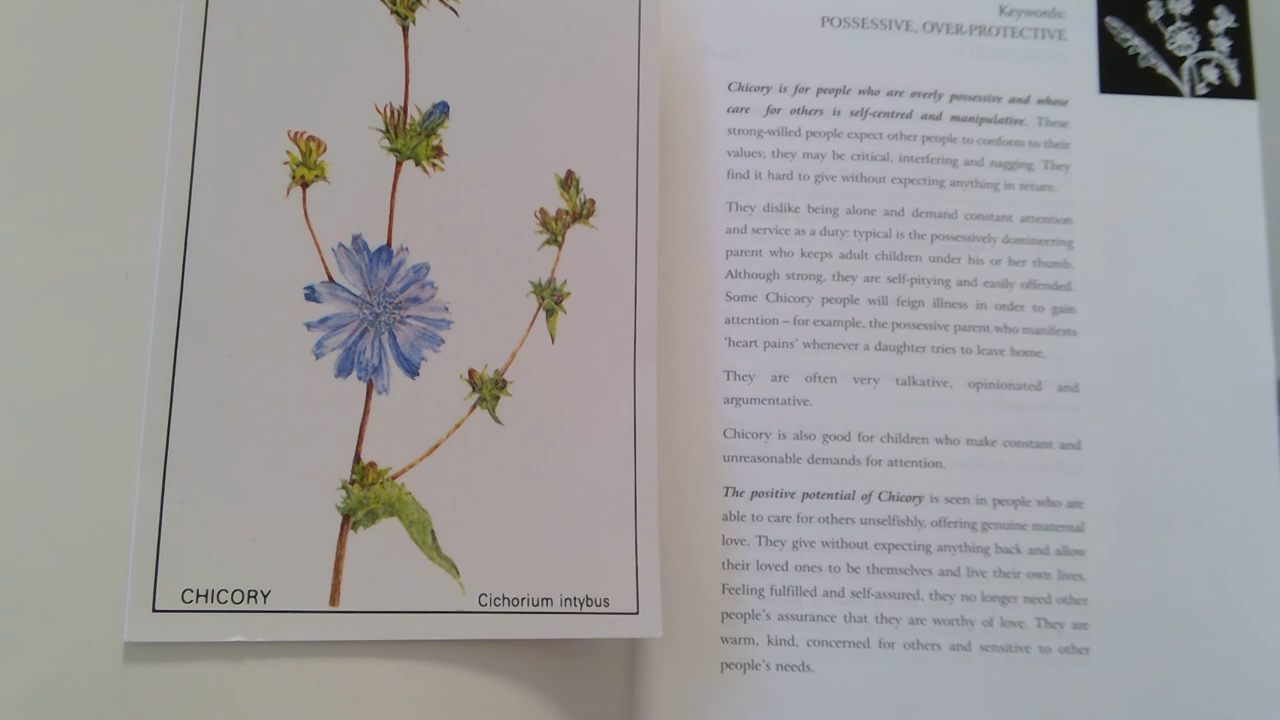 CHICORY
Cichorium intybus
Keywords:
POSSESSIVE, OVER-PROTECTIVE
Chicory is for people who are overly possessive and whose
care for others is self-centred and manipulative. These
strong-willed people expect other people to conform to their
values; they may be critical, interfering and nagging. They
find it hard to give without expecting anything in return.
They dislike being alone and demand constant attention
and service as a duty: typical is the possessively domineering
parent who keeps adult children under his or her thumb.
Although strong, they are self-pitying and easily offended.
Some Chicory people will feign illness in order to gain
attention – for example, the possessive parent who manifests
'heart pains' whenever a daughter tries to leave home.
They are often very talkative, opinionated and
argumentative.
Chicory is also good for children who make constant and
unreasonable demands for attention.
The positive potential of Chicory is seen in people who are
able to care for others unselfishly, offering genuine maternal
love. They give without expecting anything back and allow
their loved ones to be themselves and live their own lives.
Feeling fulfilled and self-assured, they no longer need other
people's assurance that they are worthy of love. They are
warm, kind, concerned for others and sensitive to other
people's needs.